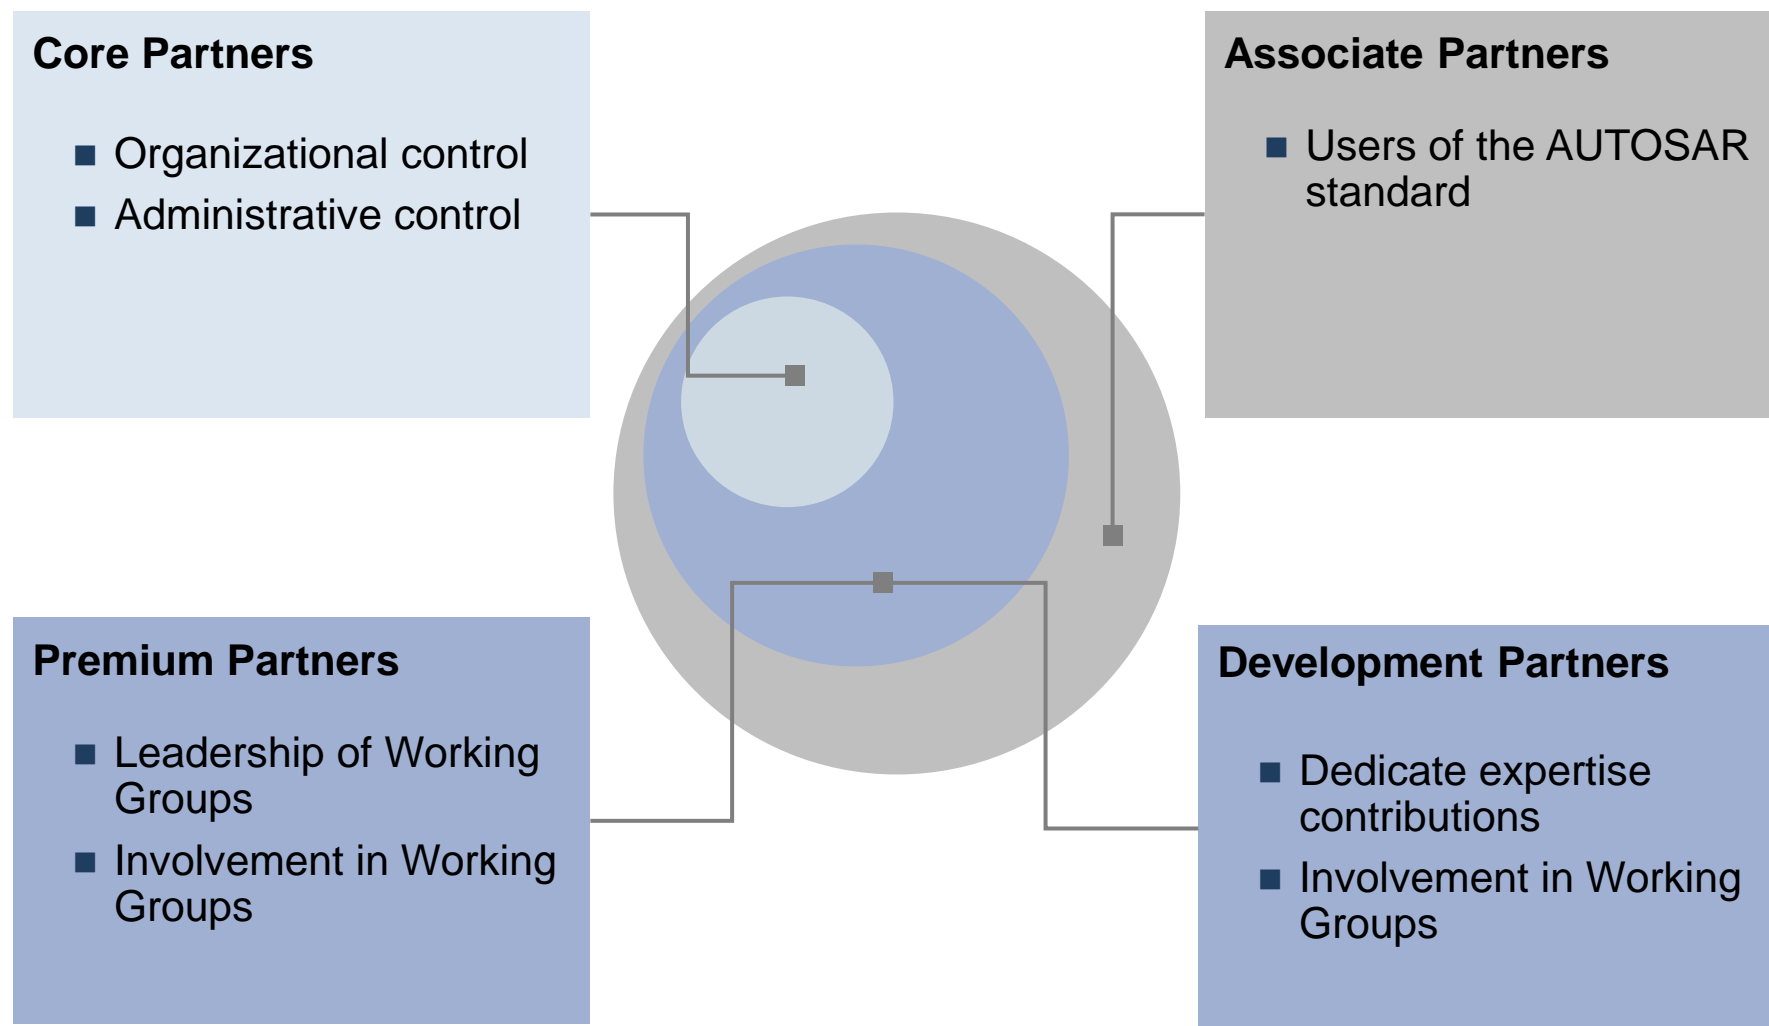 Core Partners
Organizational control
Administrative control
Associate Partners
Users of the AUTOSAR
standard
Premium Partners
Leadership of Working
Groups
Involvement in Working
Groups
Development Partners
Dedicate expertise
contributions
Involvement in Working
Groups